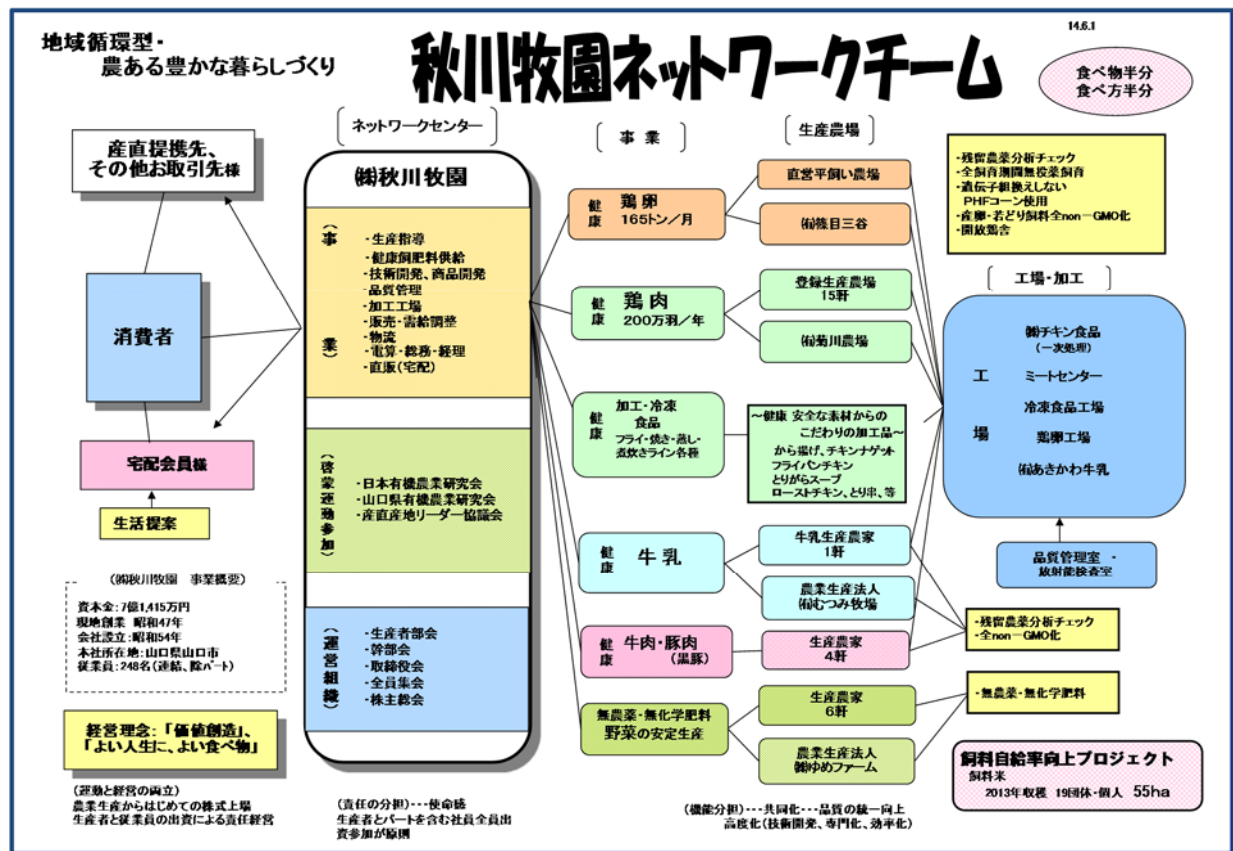 14.6.1
地域循環型・
農ある豊かな暮らしづくり
秋川牧園ネットワークチーム
食べ物半分
食べ方半分
産直提携先、
その他お取引先様
消費者
宅配会員様
生活提案
(㈱秋川牧園 事業概要)
資本金:7億1,415万円
現地創業 昭和47年
会社設立:昭和54年
本社所在地:山口県山口市
従業員:248名(連結、除パート)
経営理念:「価値創造」、
「よい人生に、よい食べ物」
(運動と経営の両立)
農業生産からはじめての株式上場
生産者と従業員の出資による責任経営
ネットワークセンター
㈱秋川牧園
(事業)
・生産指導
・健康飼肥料供給
・技術開発、商品開発
・品質管理
・加工工場
・販売・需給調整
・物流
・電算・総務・経理
・直販(宅配)
(啓蒙運動参加)
・日本有機農業研究会
・山口県有機農業研究会
・産直産地リーダー協議会
(運営組織)
・生産者部会
・幹部会
・取締役会
・全員集会
・株主総会
(責任の分担)---使命感
生産者とパートを含む社員全員出
資参加が原則
事 業
健康
鶏 卵
165トン/月
健康
鶏 肉
200万羽/年
健康
加工・冷凍
食品
フライ・焼き・蒸し・
煮炊きライン各種
健康
牛 乳
健康
牛肉・豚肉
(黒豚)
無農薬・無化学肥料
野菜の安定生産
生産農場
直営平飼い農場
㈲篠目三谷
登録生産農場
15軒
㈲菊川農場
~健康 安全な素材からの
こだわりの加工品~
から揚げ、チキンナゲット
フライパンチキン
とりがらスープ
ローストチキン、とり串、等
牛乳生産農家
1軒
農業生産法人
㈲むつみ牧場
生産農家
4軒
生産農家
6軒
農業生産法人
㈱ゆめファーム
(機能分担)---共同化---品質の統一向上
高度化(技術開発、専門化、効率化)
・残留農薬分析チェック
・全飼育期間無投薬飼育
・遺伝子組換えしない
PHFコーン使用
・産卵・若どり飼料全non-GMO化
・開放鶏舎
工場・加工
工場
㈱チキン食品
(一次処理)
ミートセンター
冷凍食品工場
鶏卵工場
㈲あきかわ牛乳
品質管理室 ・
放射能検査室
・残留農薬分析チェック
・全non-GMO化
・無農薬・無化学肥料
飼料自給率向上プロジェクト
飼料米
2013年収穫 19団体・個人 55ha